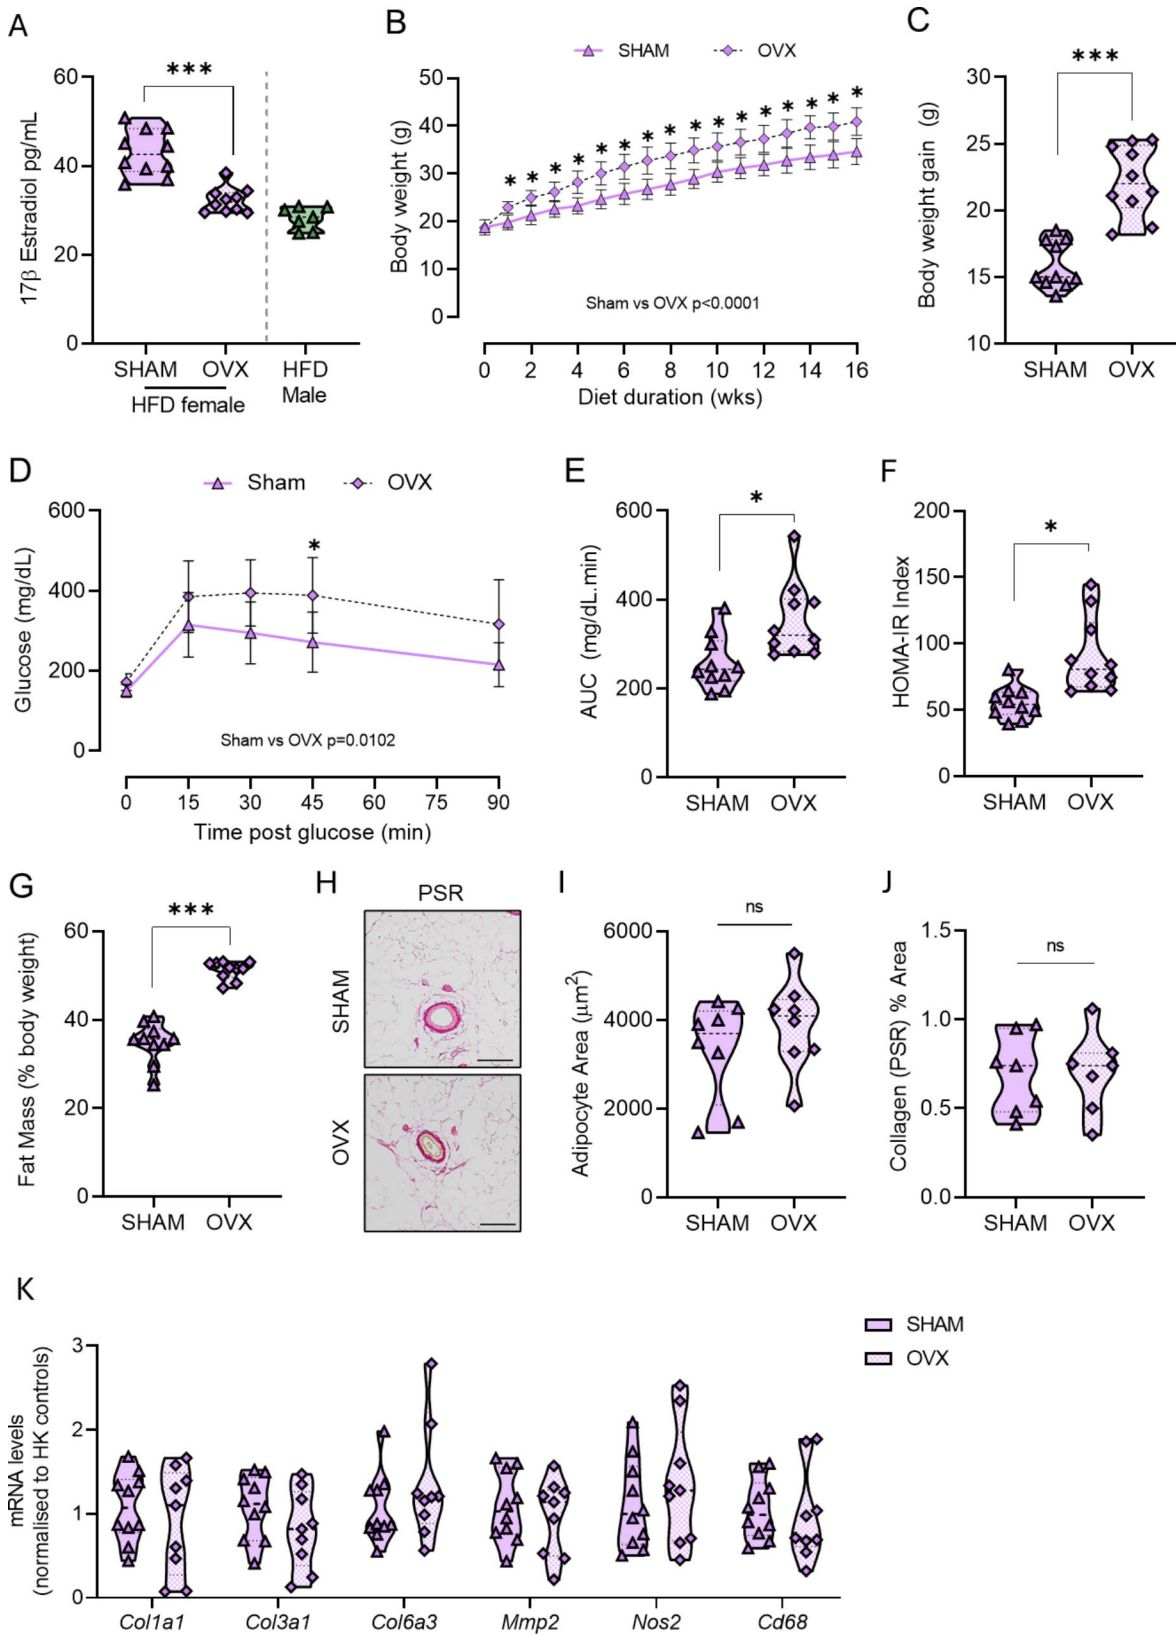 A
60
40
20
0
17β Estradiol pg/mL
***
SHAM OVX HFD
Male
HFD female
B
SHAM OVX
50
40
30
20
10
0
Body weight (g)
* * * * * * * * * * * * * * * *
Sham vs OVX p<0.0001
0 2 4 6 8 10 12 14 16
Diet duration (wks)
C
30
25
20
15
10
Body weight gain (g)
***
SHAM OVX
D
Sham OVX
600
400
200
0
Glucose (mg/dL)
*
Sham vs OVX p=0.0102
0 15 30 45 60 75 90
Time post glucose (min)
E
600
400
200
0
AUC (mg/dL.min)
*
SHAM OVX
F
200
150
100
50
0
HOMA-IR Index
*
SHAM OVX
G
60
40
20
0
Fat Mass (% body weight)
***
SHAM OVX
H
PSR
SHAM
OVX
I
6000
4000
2000
0
Adipocyte Area (μm²)
ns
SHAM OVX
J
1.5
1.0
0.5
0.0
Collagen (PSR) % Area
ns
SHAM OVX
K
SHAM
OVX
3
2
1
0
mRNA levels
(normalised to HK controls)
Col1a1 Col3a1 Col6a3 Mmp2 Nos2 Cd68